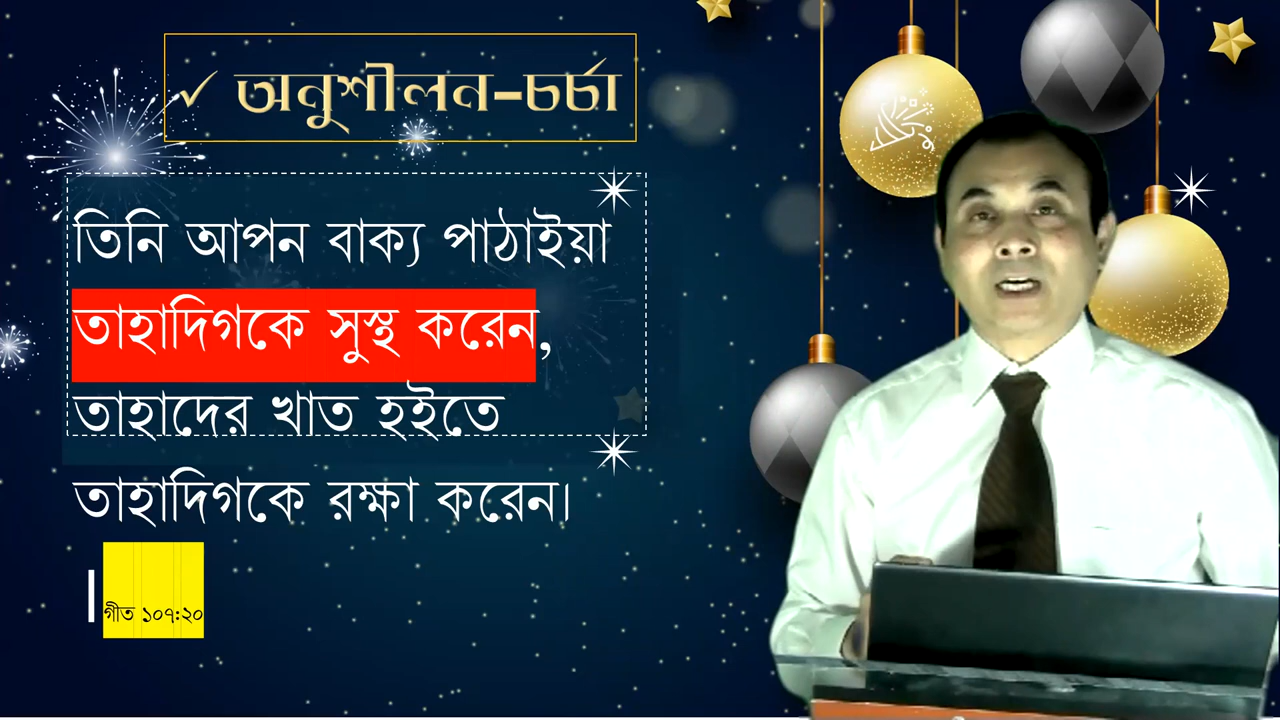 ✓ অনুশীলন-চর্চা
তিনি আপন বাক্য পাঠাইয়া
তাহাদিগকে সুস্থ করেন,
তাহাদের খাত হইতে
তাহাদিগকে রক্ষা করেন।
| গীত ১০৭:২০